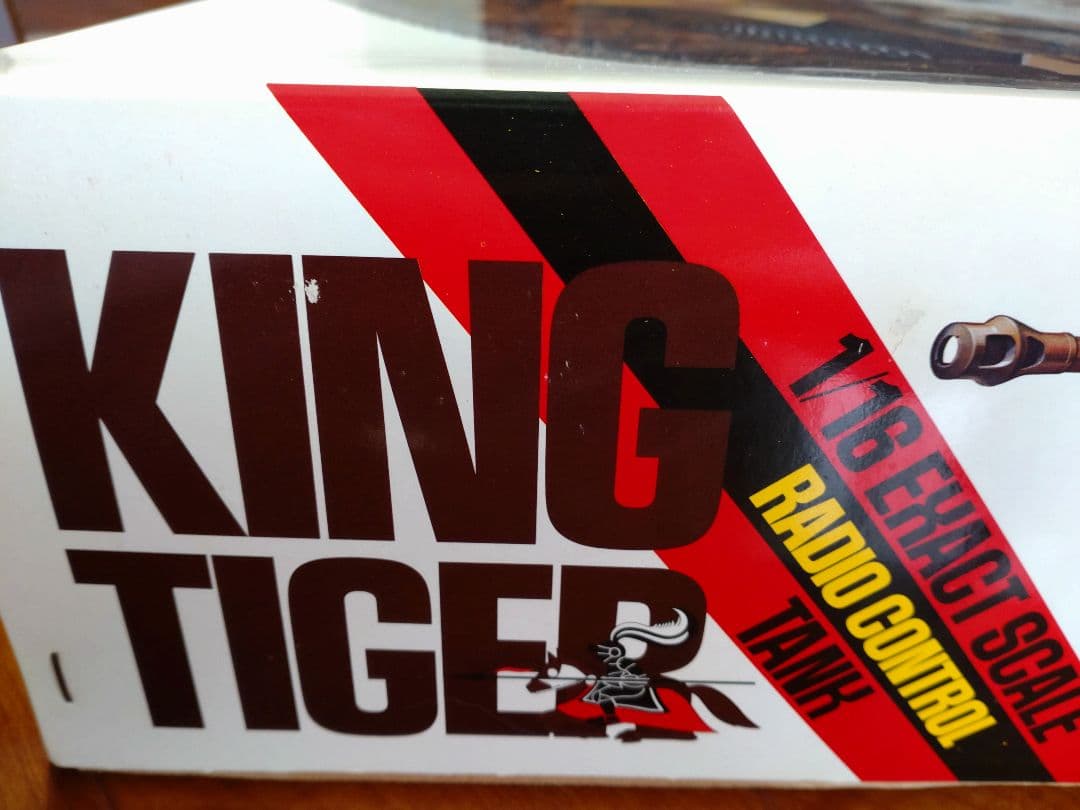 KING
TIGER
1/16 EXACT SCALE
RADIO CONTROL
TANK